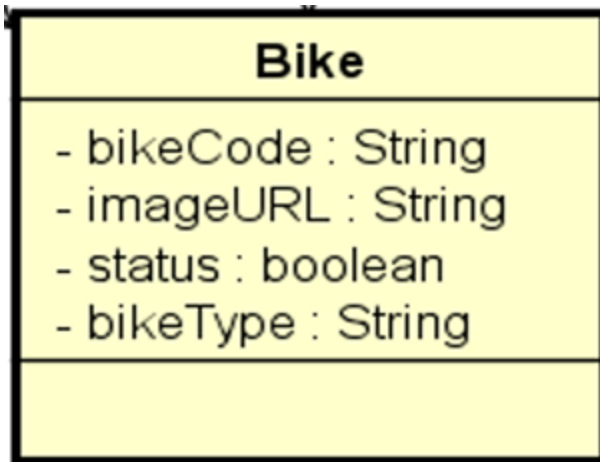 Bike
- bikeCode : String
- imageURL : String
- status : boolean
- bikeType : String